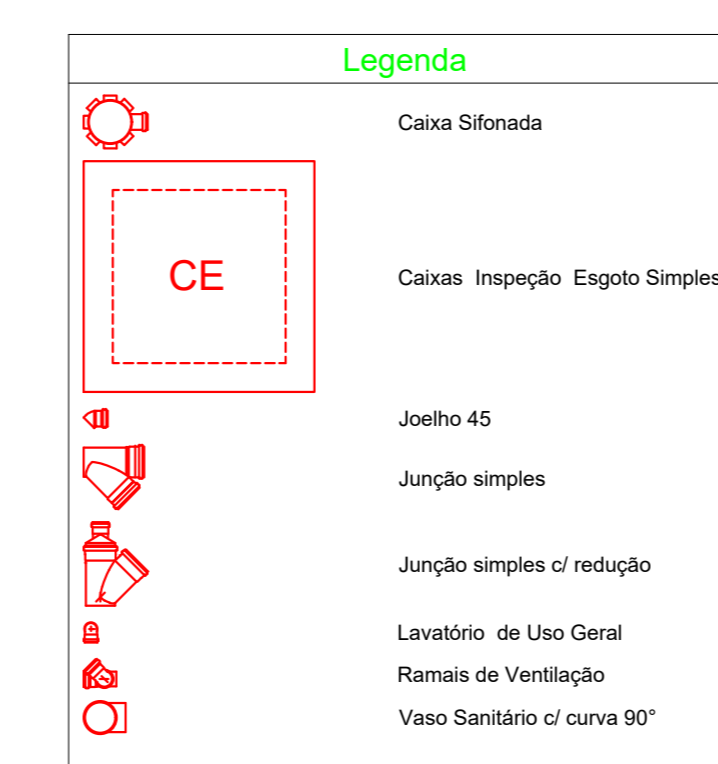 Legenda
Caixa Sifonada
CE
Caixas Inspeção Esgoto Simples
Joelho 45
Junção simples
Junção simples c/ redução
Lavatório de Uso Geral
Ramais de Ventilação
Vaso Sanitário c/ curva 90°